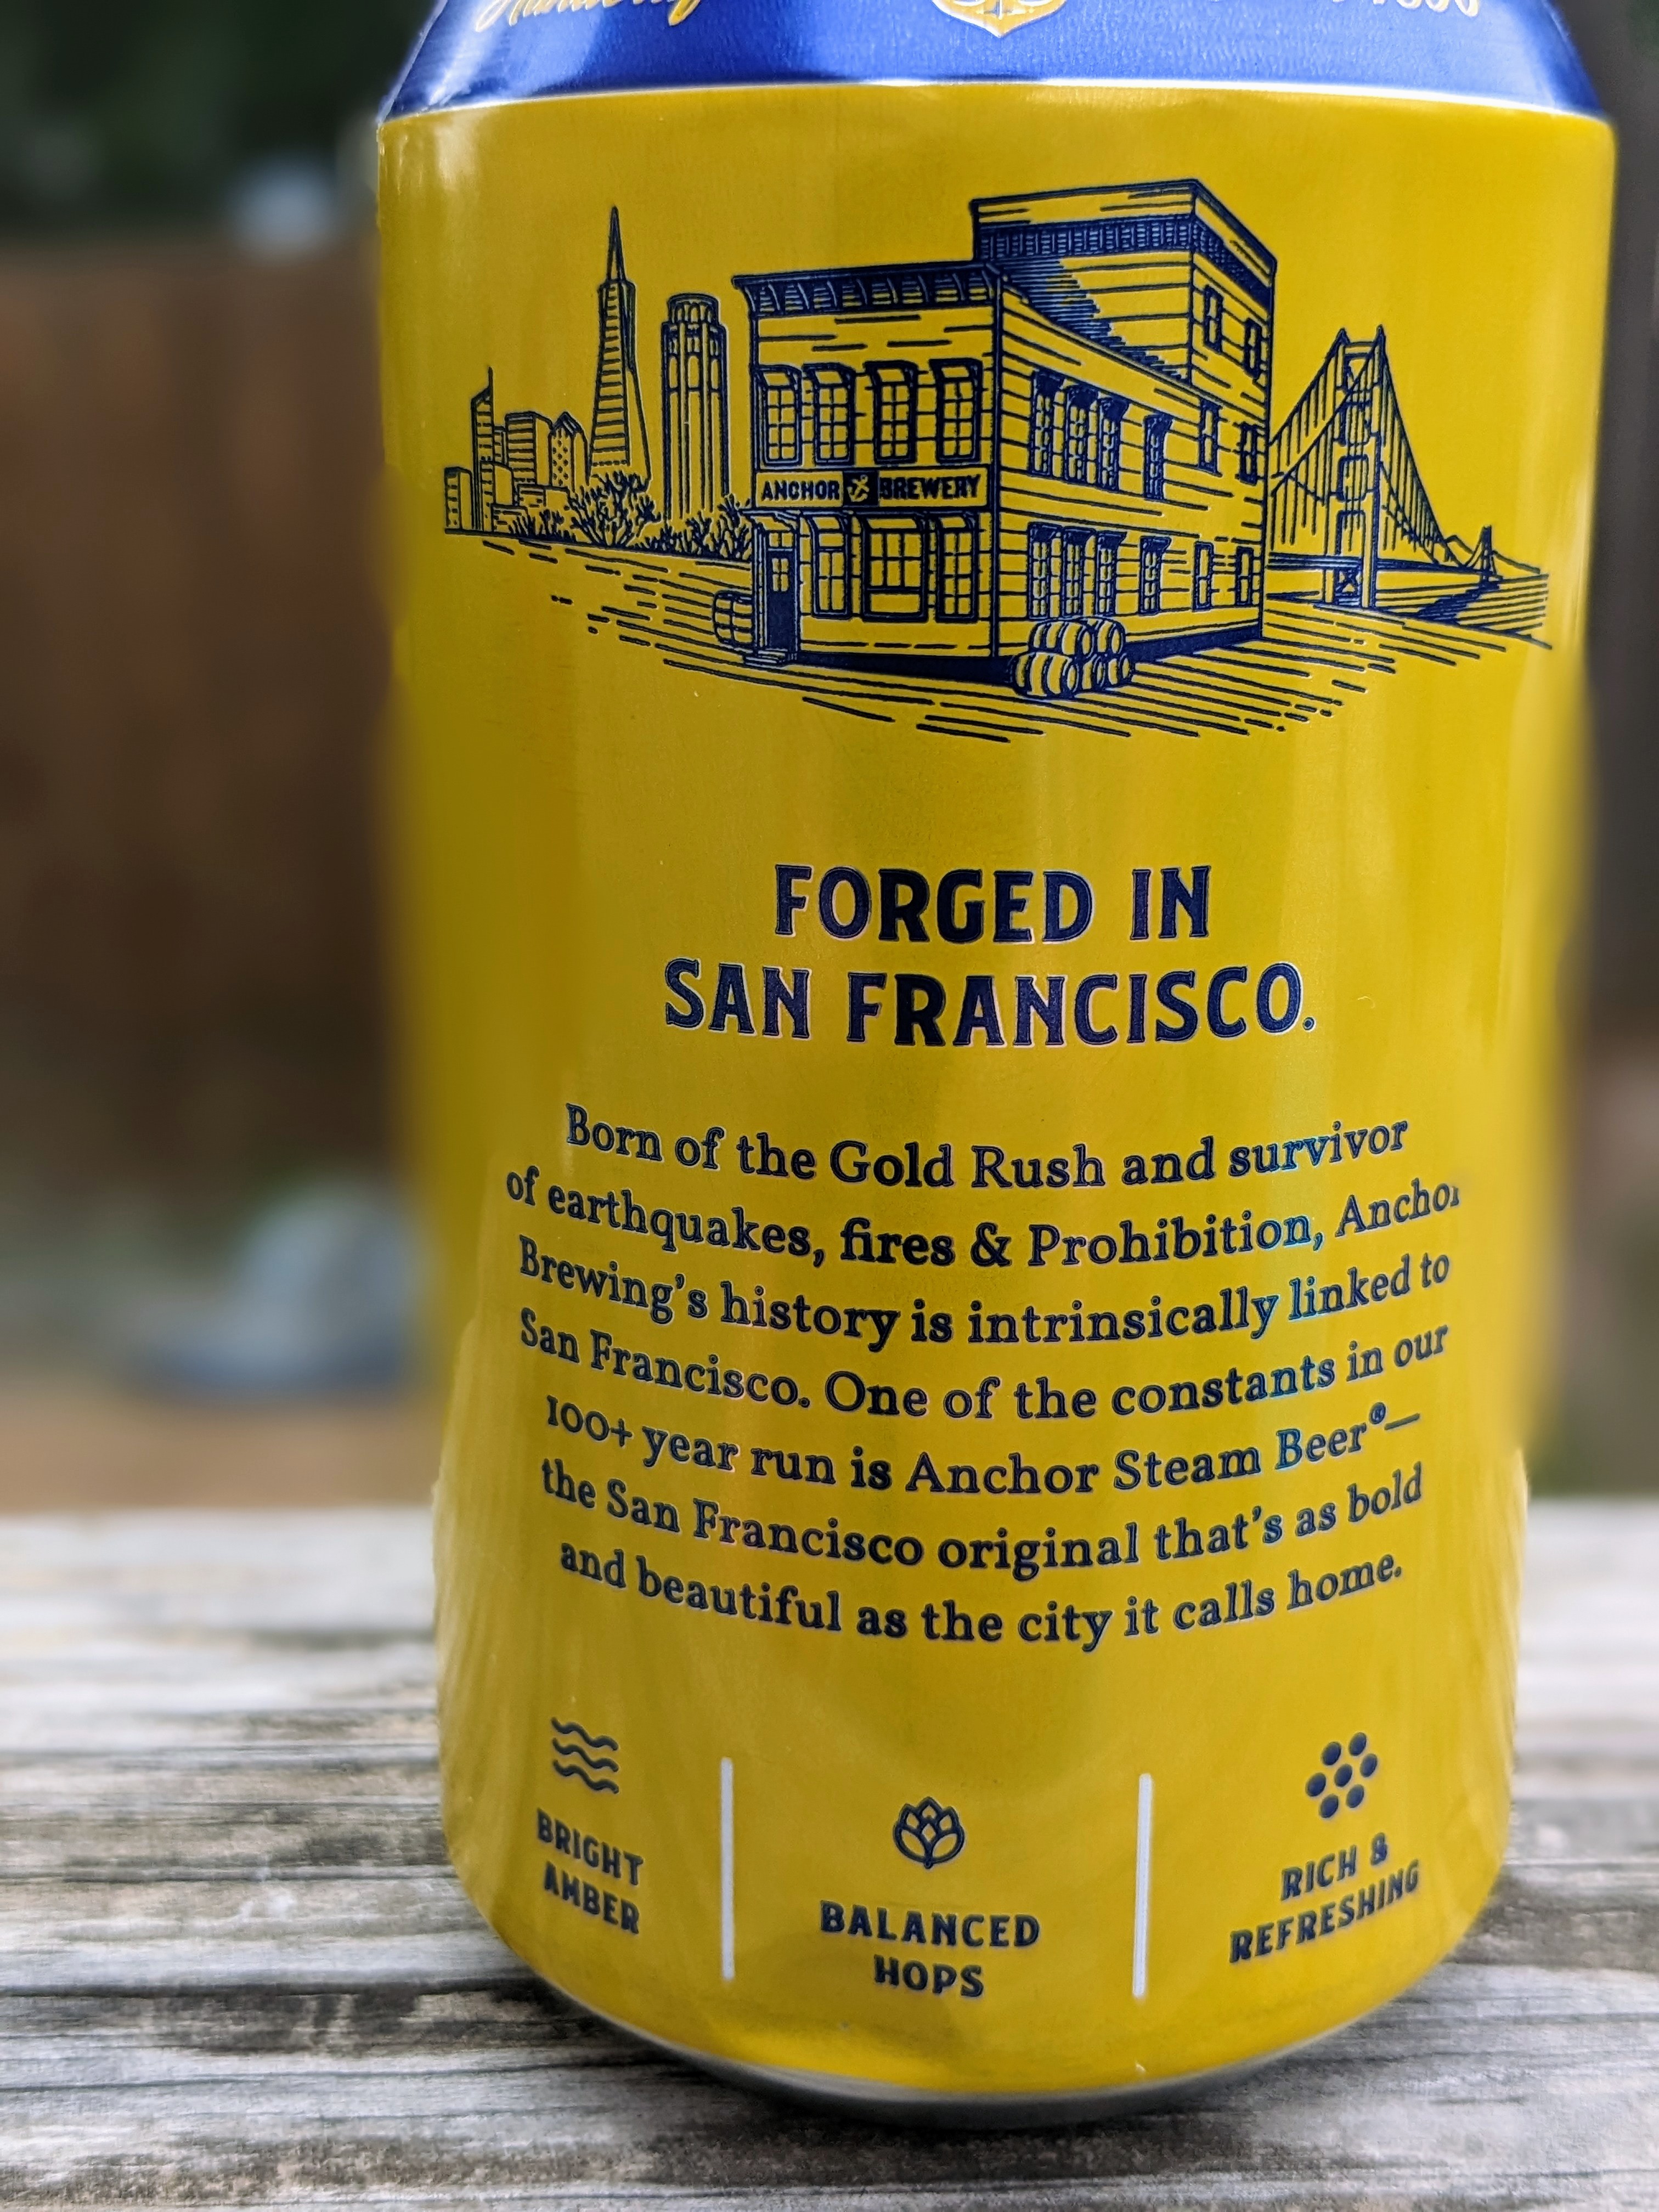 ANCHOR BREWERY
FORGED IN
SAN FRANCISCO.
Born of the Gold Rush and survivor
of earthquakes, fires & Prohibition, Anchor
Brewing's history is intrinsically linked to
San Francisco. One of the constants in our
100+ year run is Anchor Steam Beer®—
the San Francisco original that's as bold
and beautiful as the city it calls home.
BRIGHT
AMBER
BALANCED
HOPS
RICH &
REFRESHING